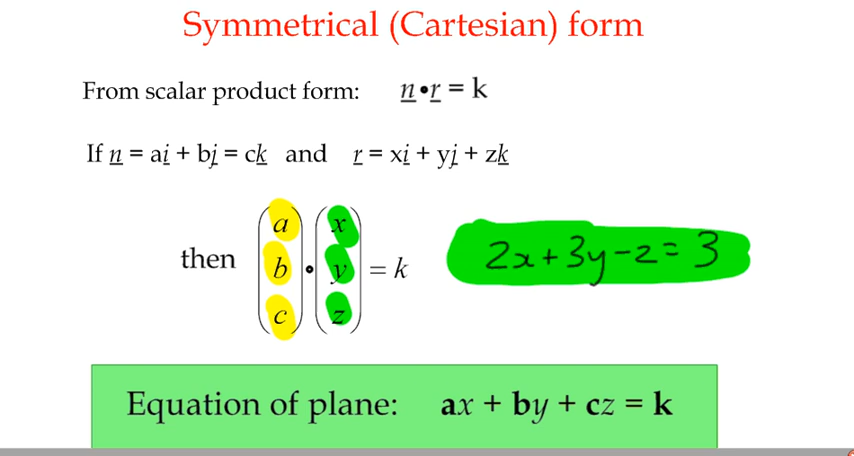 Symmetrical (Cartesian) form
From scalar product form: n•r = k
If n = ai + bj = ck and r = xi + yj + zk
then (a b c) • (x y z) = k
2x+3y-z=3
Equation of plane: ax + by + cz = k